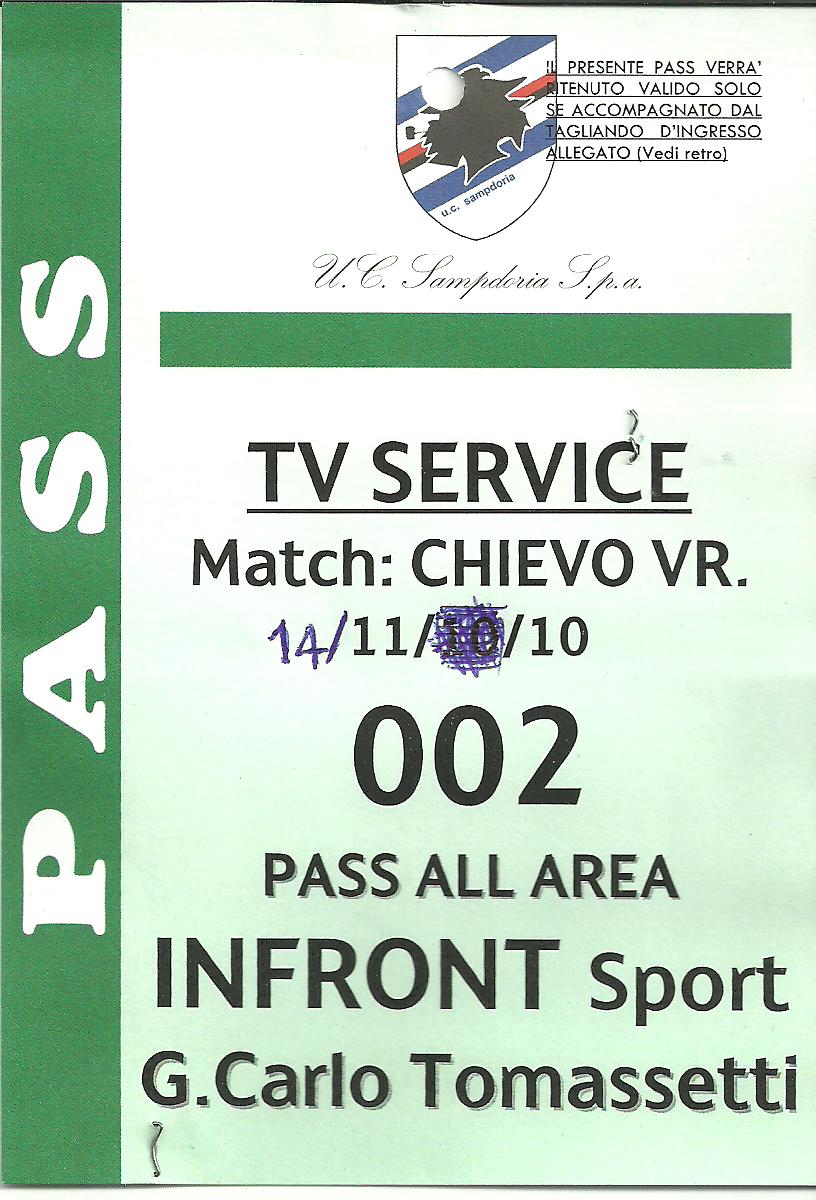 PASS
u.c. sampdoria
IL PRESENTE PASS VERRA'
RITENUTO VALIDO SOLO
SE ACCOMPAGNATO DAL
TAGLIANDO D'INGRESSO
ALLEGATO (Vedi retro)
U.C. Sampdoria S.p.a.
TV SERVICE
Match: CHIEVO VR.
14/11/10/10
002
PASS ALL AREA
INFRONT Sport
G.Carlo Tomassetti